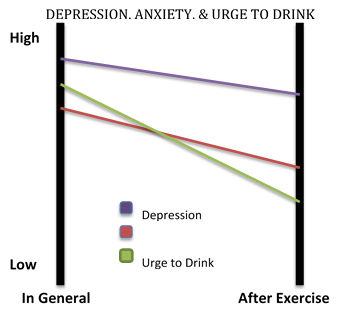 DEPRESSION. ANXIETY. & URGE TO DRINK
High
Depression
Urge to Drink
Low
In General
After Exercise